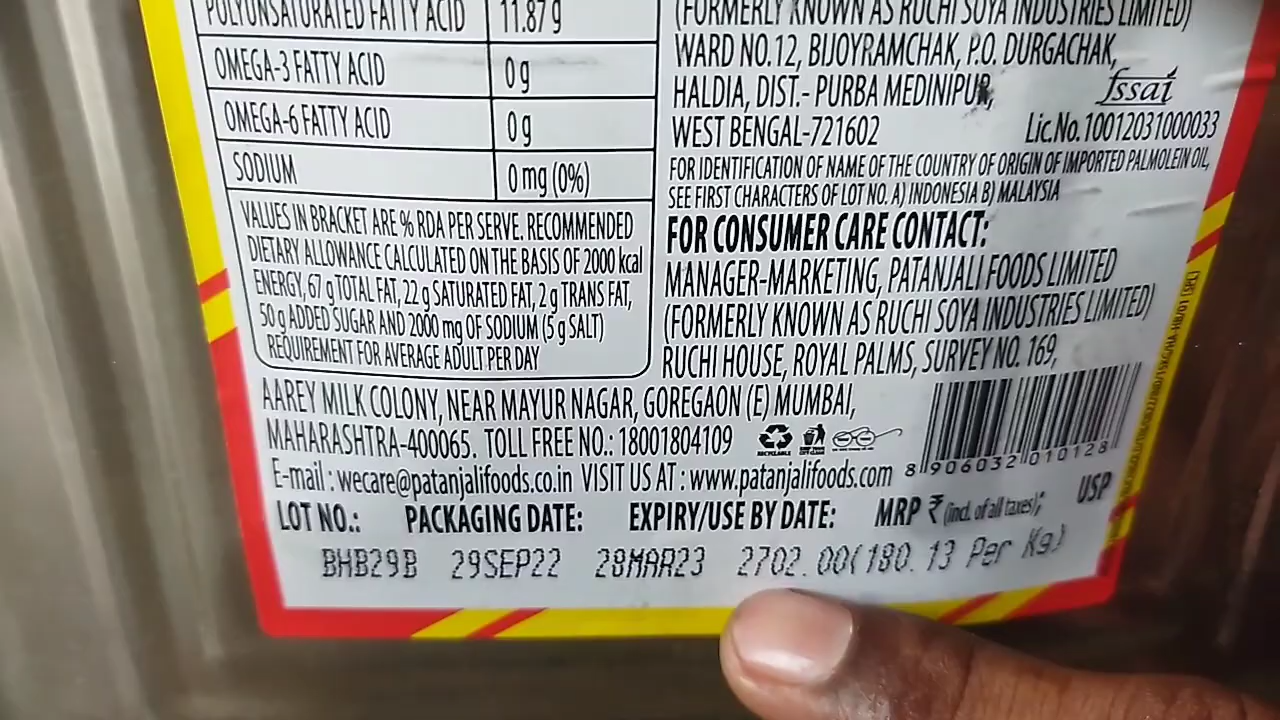 POLYUNSATURATED FATTY ACID 11.87 g
OMEGA-3 FATTY ACID 0 g
OMEGA-6 FATTY ACID 0 g
SODIUM 0 mg (0%)
VALUES IN BRACKET ARE % RDA PER SERVE. RECOMMENDED
DIETARY ALLOWANCE CALCULATED ON THE BASIS OF 2000 kcal
ENERGY, 67 g TOTAL FAT, 22 g SATURATED FAT, 2 g TRANS FAT,
50 g ADDED SUGAR AND 2000 mg OF SODIUM (5 g SALT)
REQUIREMENT FOR AVERAGE ADULT PER DAY
(FORMERLY KNOWN AS RUCHI SOYA INDUSTRIES LIMITED)
WARD NO.12, BIJOYRAMCHAK, P.O. DURGACHAK,
HALDIA, DIST.- PURBA MEDINIPUR,
fssai
WEST BENGAL-721602
Lic.No. 10012031000033
FOR IDENTIFICATION OF NAME OF THE COUNTRY OF ORIGIN OF IMPORTED PALMOLEIN OIL,
SEE FIRST CHARACTERS OF LOT NO. A) INDONESIA B) MALAYSIA
FOR CONSUMER CARE CONTACT:
MANAGER-MARKETING, PATANJALI FOODS LIMITED
(FORMERLY KNOWN AS RUCHI SOYA INDUSTRIES LIMITED)
RUCHI HOUSE, ROYAL PALMS, SURVEY NO. 169,
AAREY MILK COLONY, NEAR MAYUR NAGAR, GOREGAON (E) MUMBAI,
MAHARASHTRA-400065. TOLL FREE NO.: 18001804109
RECYCLABLE
E-mail : wecare@patanjalifoods.co.in VISIT US AT : www.patanjalifoods.com
8 906032 010128
LOT NO.: PACKAGING DATE: EXPIRY/USE BY DATE: MRP ₹ (incl. of all taxes); USP
BHB29B 29SEP22 28MAR23 2702.00(180.13 Per Kg)